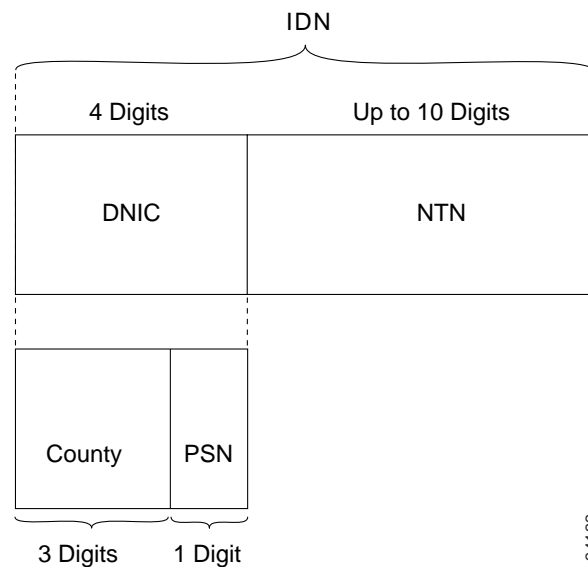 IDN
4 Digits Up to 10 Digits
DNIC NTN
County PSN
3 Digits 1 Digit